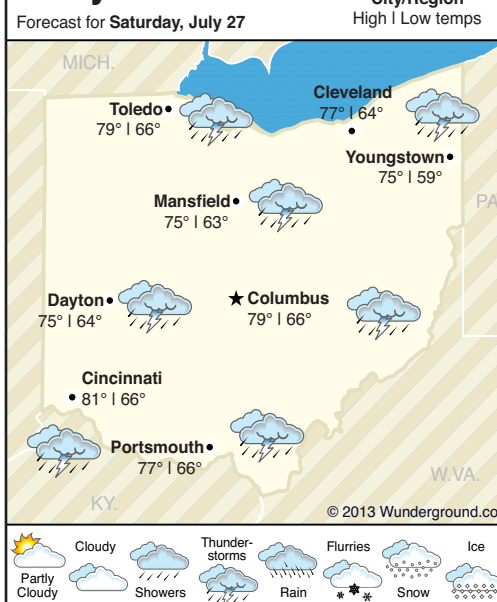 City/Region
Forecast for Saturday, July 27
High | Low temps
MICH.
Cleveland
77° | 64°
Toledo
79° | 66°
Youngstown
75° | 59°
Mansfield
75° | 63°
PA
Dayton
75° | 64°
Columbus
79° | 66°
Cincinnati
81° | 66°
Portsmouth
77° | 66°
W.VA.
KY.
© 2013 Wunderground.co
Partly
Cloudy
Cloudy
Showers
Thunder-
storms
Rain
Flurries
Snow
Ice